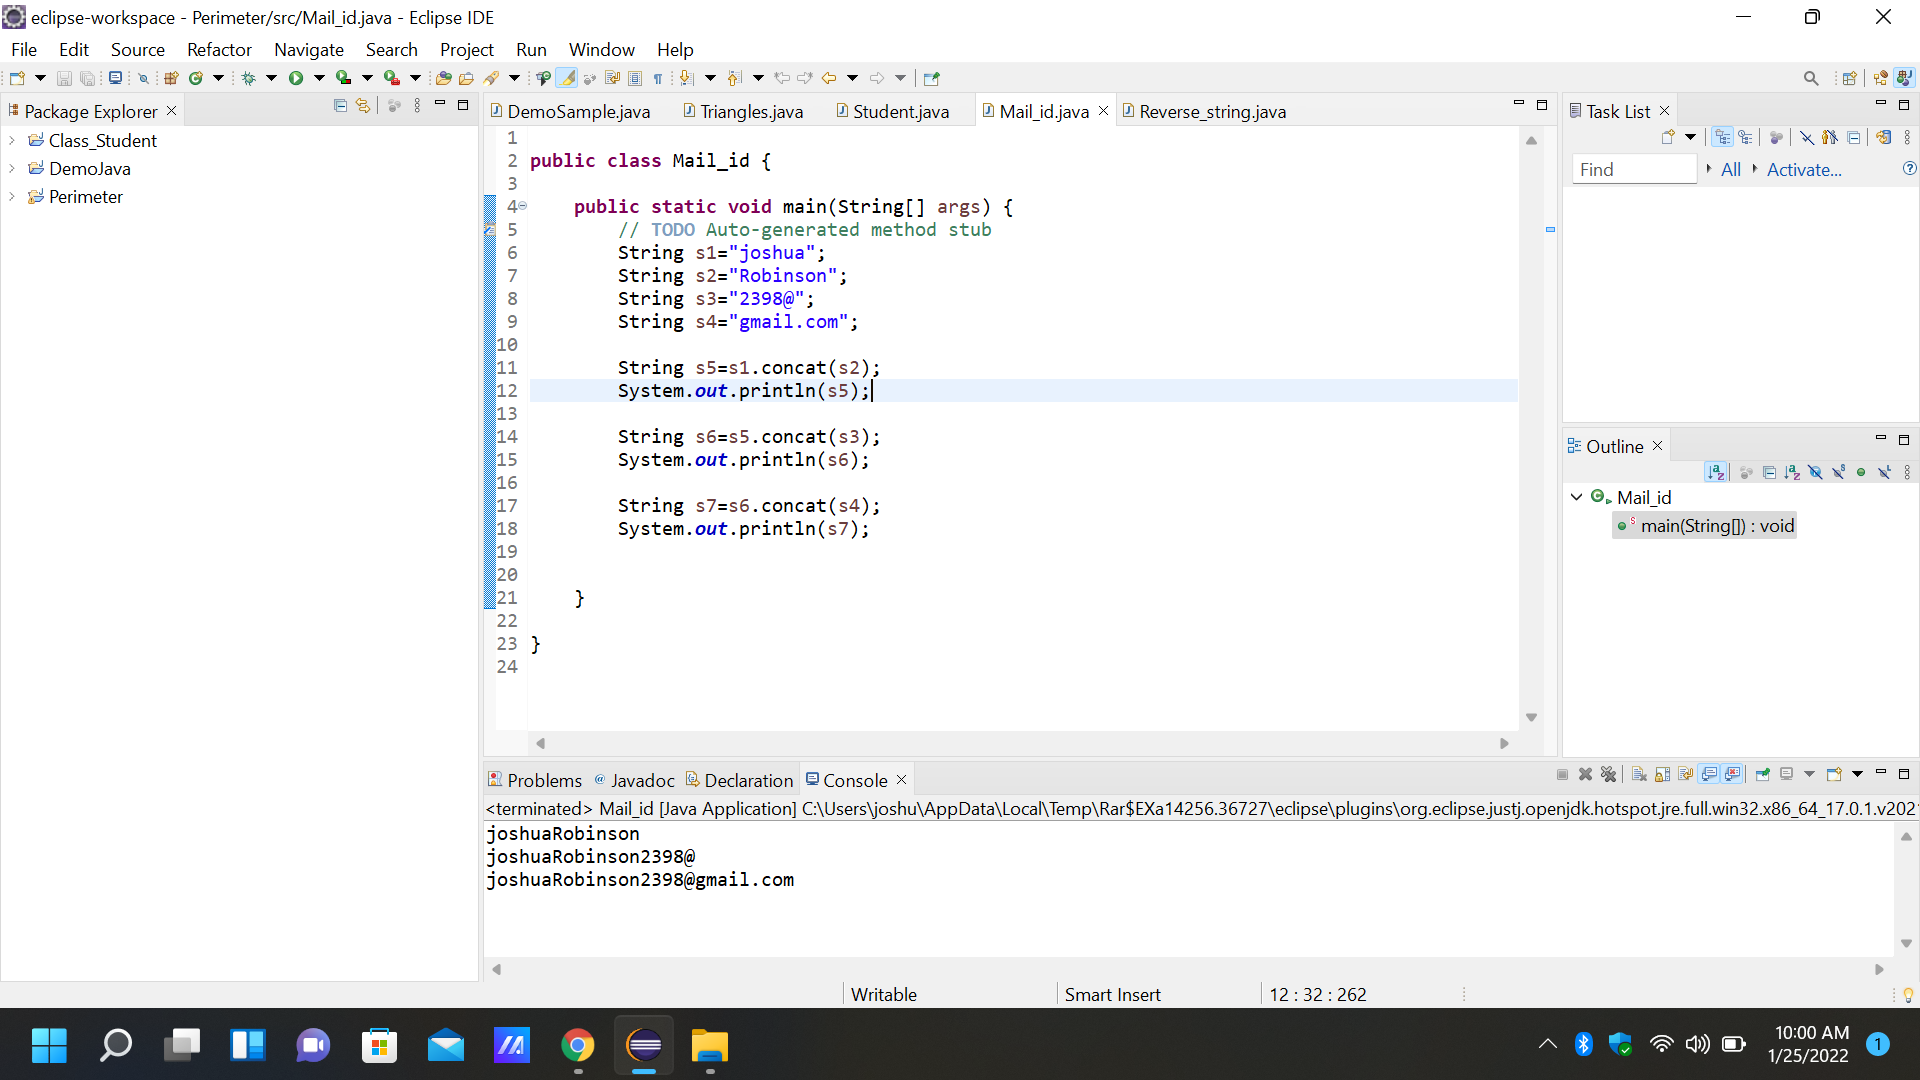 eclipse-workspace - Perimeter/src/Mail_id.java - Eclipse IDE
File Edit Source Refactor Navigate Search Project Run Window Help
Package Explorer
Class_Student
DemoJava
Perimeter
DemoSample.java Triangles.java Student.java Mail_id.java Reverse_string.java
1
2 public class Mail_id {
3
4 public static void main(String[] args) {
5 // TODO Auto-generated method stub
6 String s1="joshua";
7 String s2="Robinson";
8 String s3="2398@";
9 String s4="gmail.com";
10
11 String s5=s1.concat(s2);
12 System.out.println(s5);
13
14 String s6=s5.concat(s3);
15 System.out.println(s6);
16
17 String s7=s6.concat(s4);
18 System.out.println(s7);
19
20
21 }
22
23 }
24
Task List
Find All Activate...
Outline
Mail_id
main(String[]) : void
Problems @ Javadoc Declaration Console
<terminated> Mail_id [Java Application] C:\Users\joshu\AppData\Local\Temp\Rar$EXa14256.36727\eclipse\plugins\org.eclipse.justj.openjdk.hotspot.jre.full.win32.x86_64_17.0.1.v202
joshuaRobinson
joshuaRobinson2398@
joshuaRobinson2398@gmail.com
Writable Smart Insert 12 : 32 : 262
10:00 AM
1/25/2022
1